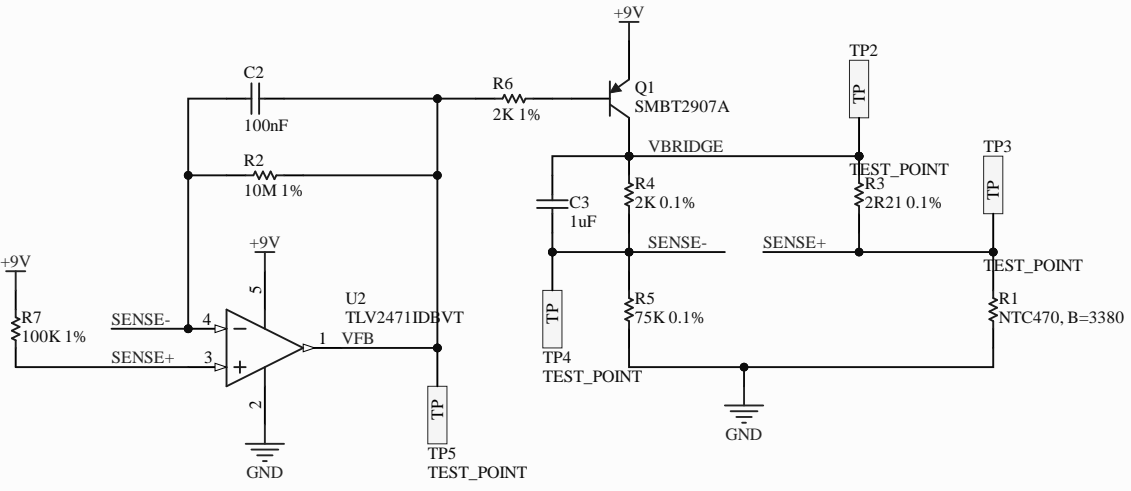 +9V
TP2
C2
R6
Q1
TP
2K 1%
SMBT2907A
100nF
TP3
VBRIDGE
R2
TEST_POINT
10M 1%
R4
R3
TP
C3
2K 0.1%
2R21 0.1%
1uF
+9V
SENSE-
SENSE+
+9V
TEST_POINT
5
U2
R5
R1
R7
SENSE-
4
TLV2471IDBVT
TP
75K 0.1%
NTC470, B=3380
100K 1%
1
VFB
SENSE+
3
TP4
TEST_POINT
2
TP
GND
TP5
GND
TEST_POINT